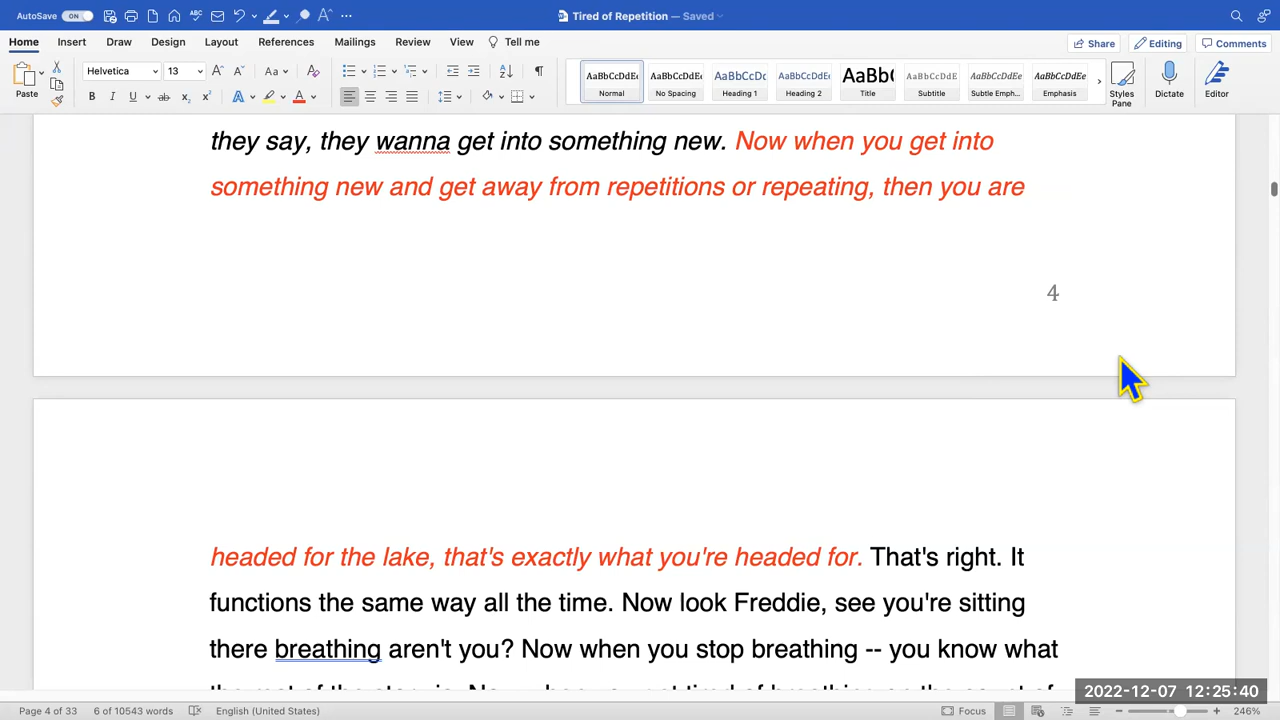 AutoSave ON
Tired of Repetition — Saved
Home Insert Draw Design Layout References Mailings Review View Tell me
Share Editing Comments
Paste
Helvetica 13
AaBbCcDdEe AaBbCcDdEe AaBbCcDc AaBbCcDdEe AaBbC AaBbCcDdE AaBbCcDdEe AaBbCcDdEe
Normal No Spacing Heading 1 Heading 2 Title Subtitle Subtle Emph... Emphasis
Styles Pane
Dictate
Editor
they say, they wanna get into something new. Now when you get into
something new and get away from repetitions or repeating, then you are
4
headed for the lake, that's exactly what you're headed for. That's right. It
functions the same way all the time. Now look Freddie, see you're sitting
there breathing aren't you? Now when you stop breathing -- you know what
2022-12-07 12:25:40
Page 4 of 33 6 of 10543 words English (United States) Focus 246%